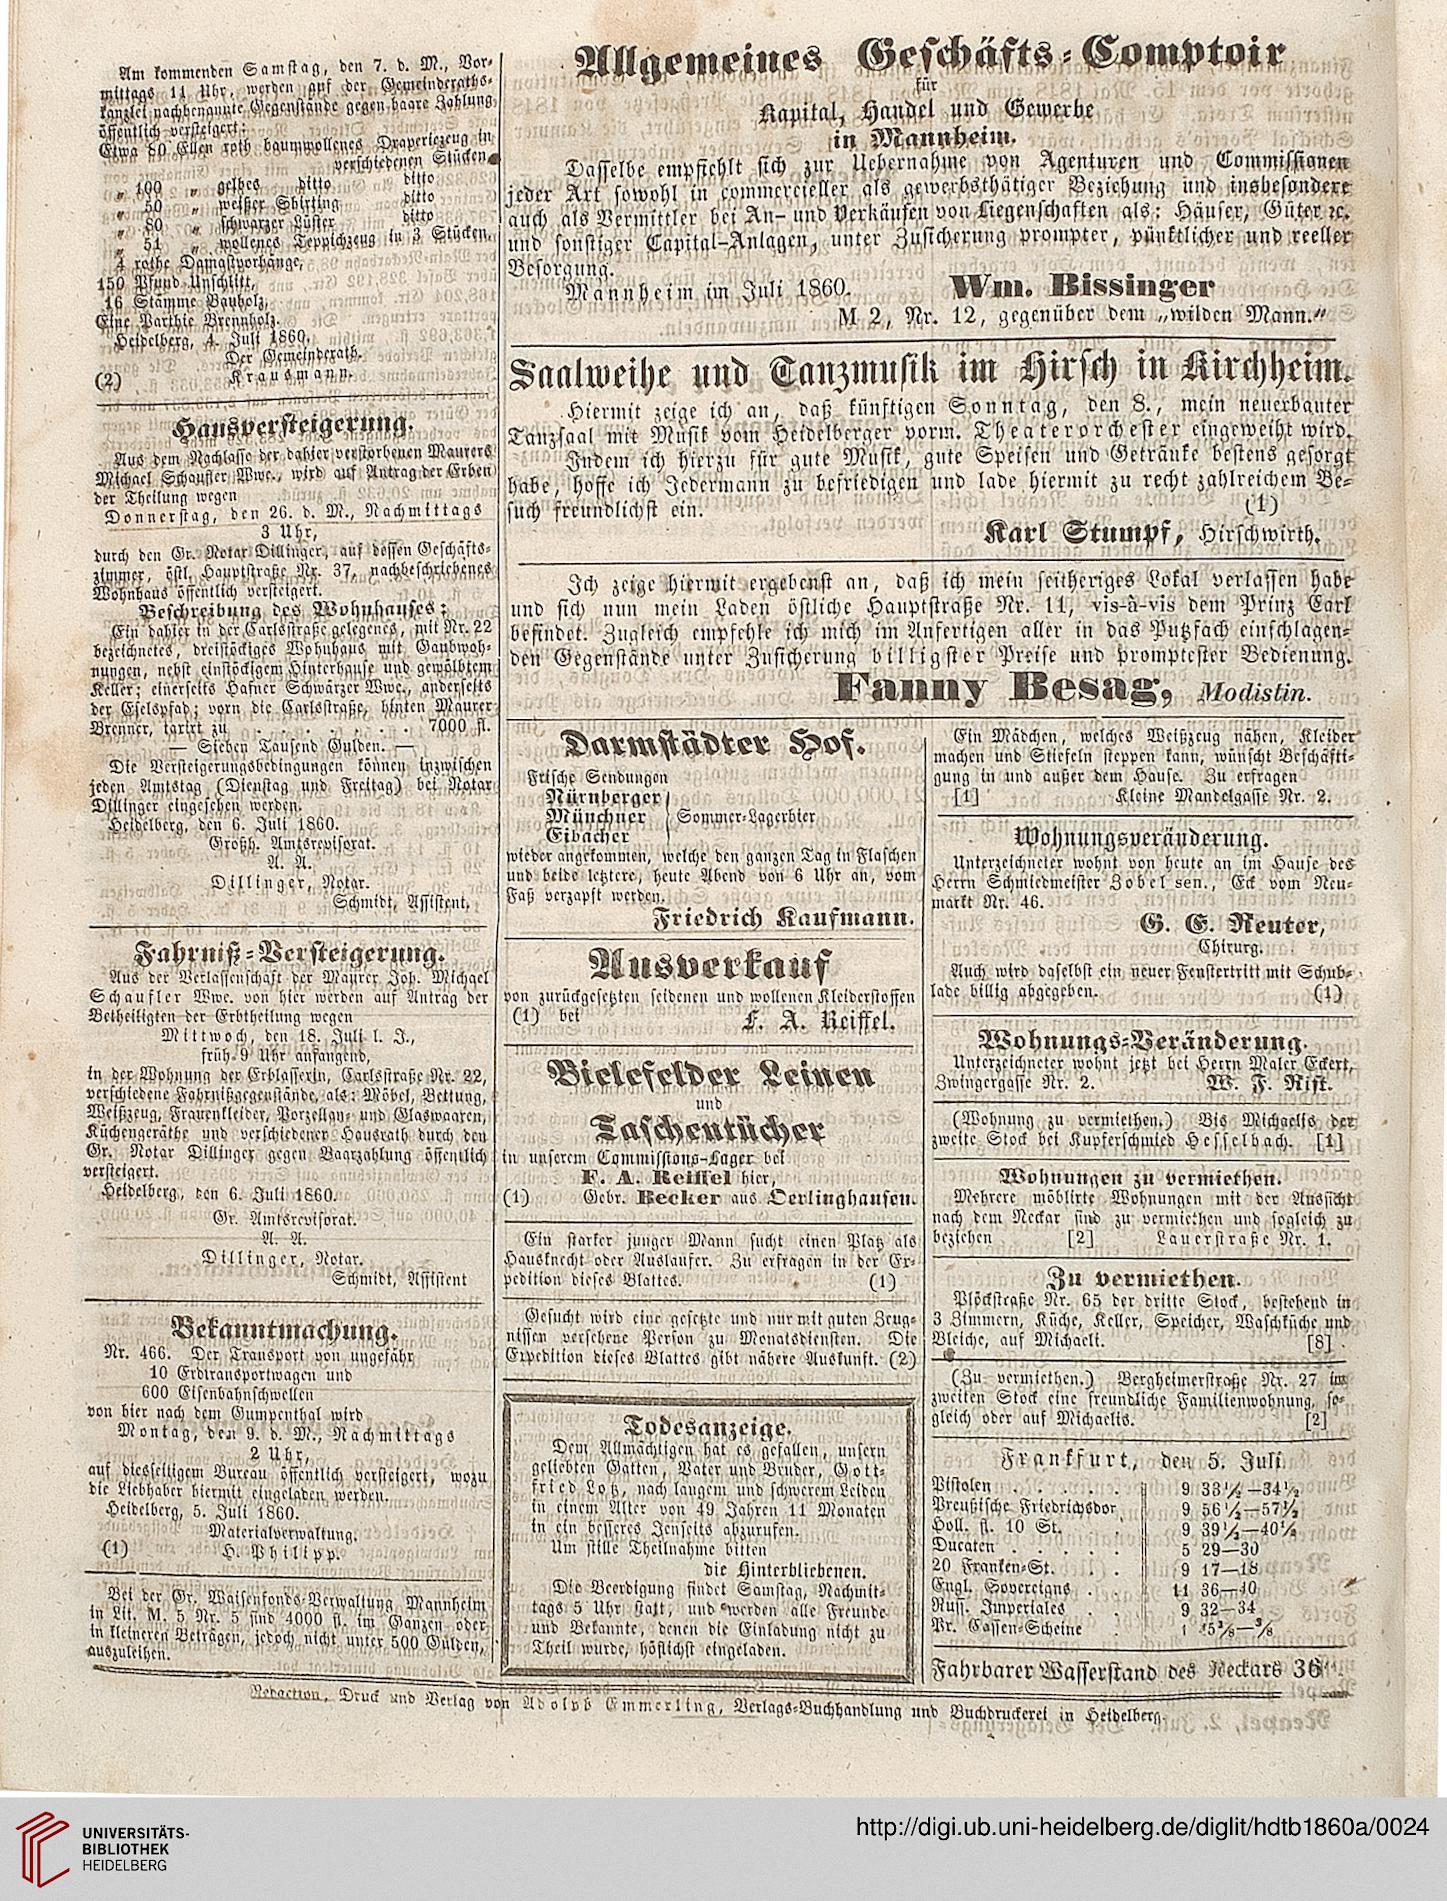 Am kommenden Samstag, den 7. d. M., Vor-
mittags 11 Uhr, werden auf der Gemeinderaths-
kanzlei nachbenannte Gegenstände gegen baare Zahlung
öffentlich versteigert:
Etwa 80 Ellen roth baumwollenes Draperiezeug in
verschiedenen Stücken
„ 100 „ gelbes ditto ditto
„ 50 „ weißer Shirting ditto
„ 80 „ schwarzer Lüster ditto
„ 51 „ wollenes Teppichzeug in 3 Stücken,
4 rothe Damastvorhänge,
150 Pfund Unschlitt,
16 Stämme Bauholz,
Eine Parthie Brennholz.
Heidelberg, 4. Juli 1860.
Der Gemeinderath.
(2) Krausmann.
Hausversteigerung.
Aus dem Nachlasse der dahier verstorbenen Maurers
Michael Schaufler Wwe., wird auf Antrag der Erben
der Theilung wegen
Donnerstag, den 26. d. M., Nachmittags
3 Uhr,
durch den Gr. Notar Dillinger, auf dessen Geschäfts-
zimmer, östl. Hauptstraße Nr. 37, nachbeschriebenes
Wohnhaus öffentlich versteigert.
Beschreibung des Wohnhauses:
Ein dahier in der Carlsstraße gelegenes, mit Nr. 22
bezeichnetes, dreistöckiges Wohnhaus mit Gaubwoh-
nungen, nebst einstöckigem Hinterhause und gewölbtem
Keller; einerseits Hafner Schwärzer Wwe., anderseits
der Eselspfad; vorn die Carlsstraße, hinten Maurer
Brenner, taxirt zu . . . . . . 7000 fl.
— Sieben Tausend Gulden. —
Die Versteigerungsbedingungen können inzwischen
jeden Amtstag (Dienstag und Freitag) bei Notar
Dillinger eingesehen werden.
Heidelberg, den 6. Juli 1860.
Großh. Amtsrevisorat.
A. A.
Dillinger, Notar.
Schmidt, Assistent.
Fahrniß-Versteigerung.
Aus der Verlassenschaft der Maurer Joh. Michael
Schaufler Wwe. von hier werden auf Antrag der
Betheiligten der Erbtheilung wegen
Mittwoch, den 18. Juli l. J.,
früh 9 Uhr anfangend,
in der Wohnung der Erblasserin, Carlsstraße Nr. 22,
verschiedene Fahrnißgegenstände, als: Möbel, Bettung,
Weißzeug, Frauenkleider, Porzellan- und Glaswaaren,
Küchengeräthe und verschiedener Hausrath durch den
Gr. Notar Dillinger gegen Baarzahlung öffentlich
versteigert.
Heidelberg, den 6. Juli 1860.
Gr. Amtsrevisorat.
A. A.
Dillinger, Notar.
Schmidt, Assistent
Bekanntmachung.
Nr. 466. Der Transport von ungefähr
10 Erdtransportwagen und
600 Eisenbahnschwellen
von hier nach dem Gumpenthal wird
Montag, den 9. d. M., Nachmittags
2 Uhr,
auf diesseitigem Bureau öffentlich versteigert, wozu
die Liebhaber hiermit eingeladen werden.
Heidelberg, 5. Juli 1860.
Materialverwaltung.
(1) H. Philipp.
Bei der Gr. Waisenfonds-Verwaltung Mannheim
in Lit. M. 5 Nr. 5 sind 4000 fl. im Ganzen oder
in kleineren Beträgen, jedoch nicht unter 500 Gulden,
auszuleihen.
Allgemeines Geschäfts-Comptoir
für
Kapital, Handel und Gewerbe
in Mannheim.
Dasselbe empfiehlt sich zur Uebernahme von Agenturen und Commissionen
jeder Art sowohl in commercieller als gewerbsthätiger Beziehung und insbesondere
auch als Vermittler bei An- und Verkäufen von Liegenschaften als: Häuser, Güter ꝛc.
und sonstiger Capital-Anlagen, unter Zusicherung prompter, pünktlicher und reeller
Besorgung.
Mannheim im Juli 1860. Wm. Bissinger
M 2, Nr. 12, gegenüber dem „wilden Mann."
Saalweihe und Tanzmusik im Hirsch in Kirchheim.
Hiermit zeige ich an, daß künftigen Sonntag, den 8., mein neuerbauter
Tanzsaal mit Musik vom Heidelberger vorm. Theaterorchester eingeweiht wird.
Indem ich hierzu für gute Musik, gute Speisen und Getränke bestens gesorgt
habe, hoffe ich Jedermann zu befriedigen und lade hiermit zu recht zahlreichem Be-
such freundlichst ein. (1)
Karl Stumpf, Hirschwirth.
Ich zeige hiermit ergebenst an, daß ich mein seitheriges Lokal verlassen habe
und sich nun mein Laden östliche Hauptstraße Nr. 11, vis-à-vis dem Prinz Carl
befindet. Zugleich empfehle ich mich im Anfertigen aller in das Putzfach einschlagen-
den Gegenstände unter Zusicherung billigster Preise und promptester Bedienung.
Fanny Besag, Modistin.
Darmstädter Hof.
Frische Sendungen
Nürnberger
Münchner Sommer-Lagerbier
Eibacher
wieder angekommen, welche den ganzen Tag in Flaschen
und beide letztere, heute Abend von 6 Uhr an, vom
Faß verzapft werden.
Friedrich Kaufmann.
Ausverkauf
von zurückgesetzten seidenen und wollenen Kleiderstoffen
(1) bei F. A. Reiffel.
Bielefelder Leinen
und
Taschentücher
in unserem Commissions-Lager bei
F. A. Reiffel hier,
(1) Gebr. Becker aus Oerlinghausen.
Ein starker junger Mann sucht einen Platz als
Hausknecht oder Auslaufer. Zu erfragen in der Ex-
pedition dieses Blattes. (1)
Gesucht wird eine gesetzte und nur mit guten Zeug-
nissen versehene Person zu Monatsdiensten. Die
Expedition dieses Blattes gibt nähere Auskunft. (2)
Todesanzeige.
Dem Allmächtigen hat es gefallen, unsern
geliebten Gatten, Vater und Bruder, Gott-
fried Lotz, nach langem und schwerem Leiden
in einem Alter von 49 Jahren 11 Monaten
in ein besseres Jenseits abzurufen.
Um stille Theilnahme bitten
die Hinterbliebenen.
Die Beerdigung findet Samstag, Nachmit-
tags 5 Uhr statt, und werden alle Freunde
und Bekannte, denen die Einladung nicht zu
Theil wurde, höflichst eingeladen.
Ein Mädchen, welches Weißzeug nähen, Kleider
machen und Stiefeln steppen kann, wünscht Beschäfti-
gung in und außer dem Hause. Zu erfragen
[1] Kleine Mandelgasse Nr. 2.
Wohnungsveränderung.
Unterzeichneter wohnt von heute an im Hause des
Herrn Schmiedmeister Zobel sen., Eck vom Neu-
markt Nr. 46.
G. E. Reuter,
Chirurg.
Auch wird daselbst ein neuer Fenstertritt mit Schub-
lade billig abgegeben. (1)
Wohnungs-Veränderung.
Unterzeichneter wohnt jetzt bei Herrn Maler Eckert,
Zwingergasse Nr. 2. W. F. Rist.
(Wohnung zu vermiethen.) Bis Michaelis der
zweite Stock bei Kupferschmied Hesselbach. [1]
Wohnungen zu vermiethen.
Mehrere möblirte Wohnungen mit der Aussicht
nach dem Neckar sind zu vermiethen und sogleich zu
beziehen [2] Lauerstraße Nr. 1.
Zu vermiethen.
Plöckstraße Nr. 65 der dritte Stock, bestehend in
3 Zimmern, Küche, Keller, Speicher, Waschküche und
Bleiche, auf Michaeli. [8]
(Zu vermiethen.) Bergheimerstraße Nr. 27 im
zweiten Stock eine freundliche Familienwohnung, so-
gleich oder auf Michaelis. [2]
Frankfurt, den 5. Juli
Pistolen . . . . . 9 33½—34½
Preußische Friedrichsdor . 9 56½—57½
Holl. fl. 10 St. . . 9 39½—40½
Ducaten . . . . . 5 29—30
20 Franken-St. . . . 9 17—18
Engl. Sovereigns . . 11 36—40
Russ. Imperiales . . 9 32—34
Pr. Cassen-Scheine . 1
Fahrbarer Wasserstand des Neckars 36
Redaction, Druck und Verlag von Adolph Emmerling, Verlags-Buchhandlung und Buchdruckerei in Heidelberg.
UNIVERSITÄTS-
BIBLIOTHEK
HEIDELBERG
http://digi.ub.uni-heidelberg.de/diglit/hdtb1860a/0024